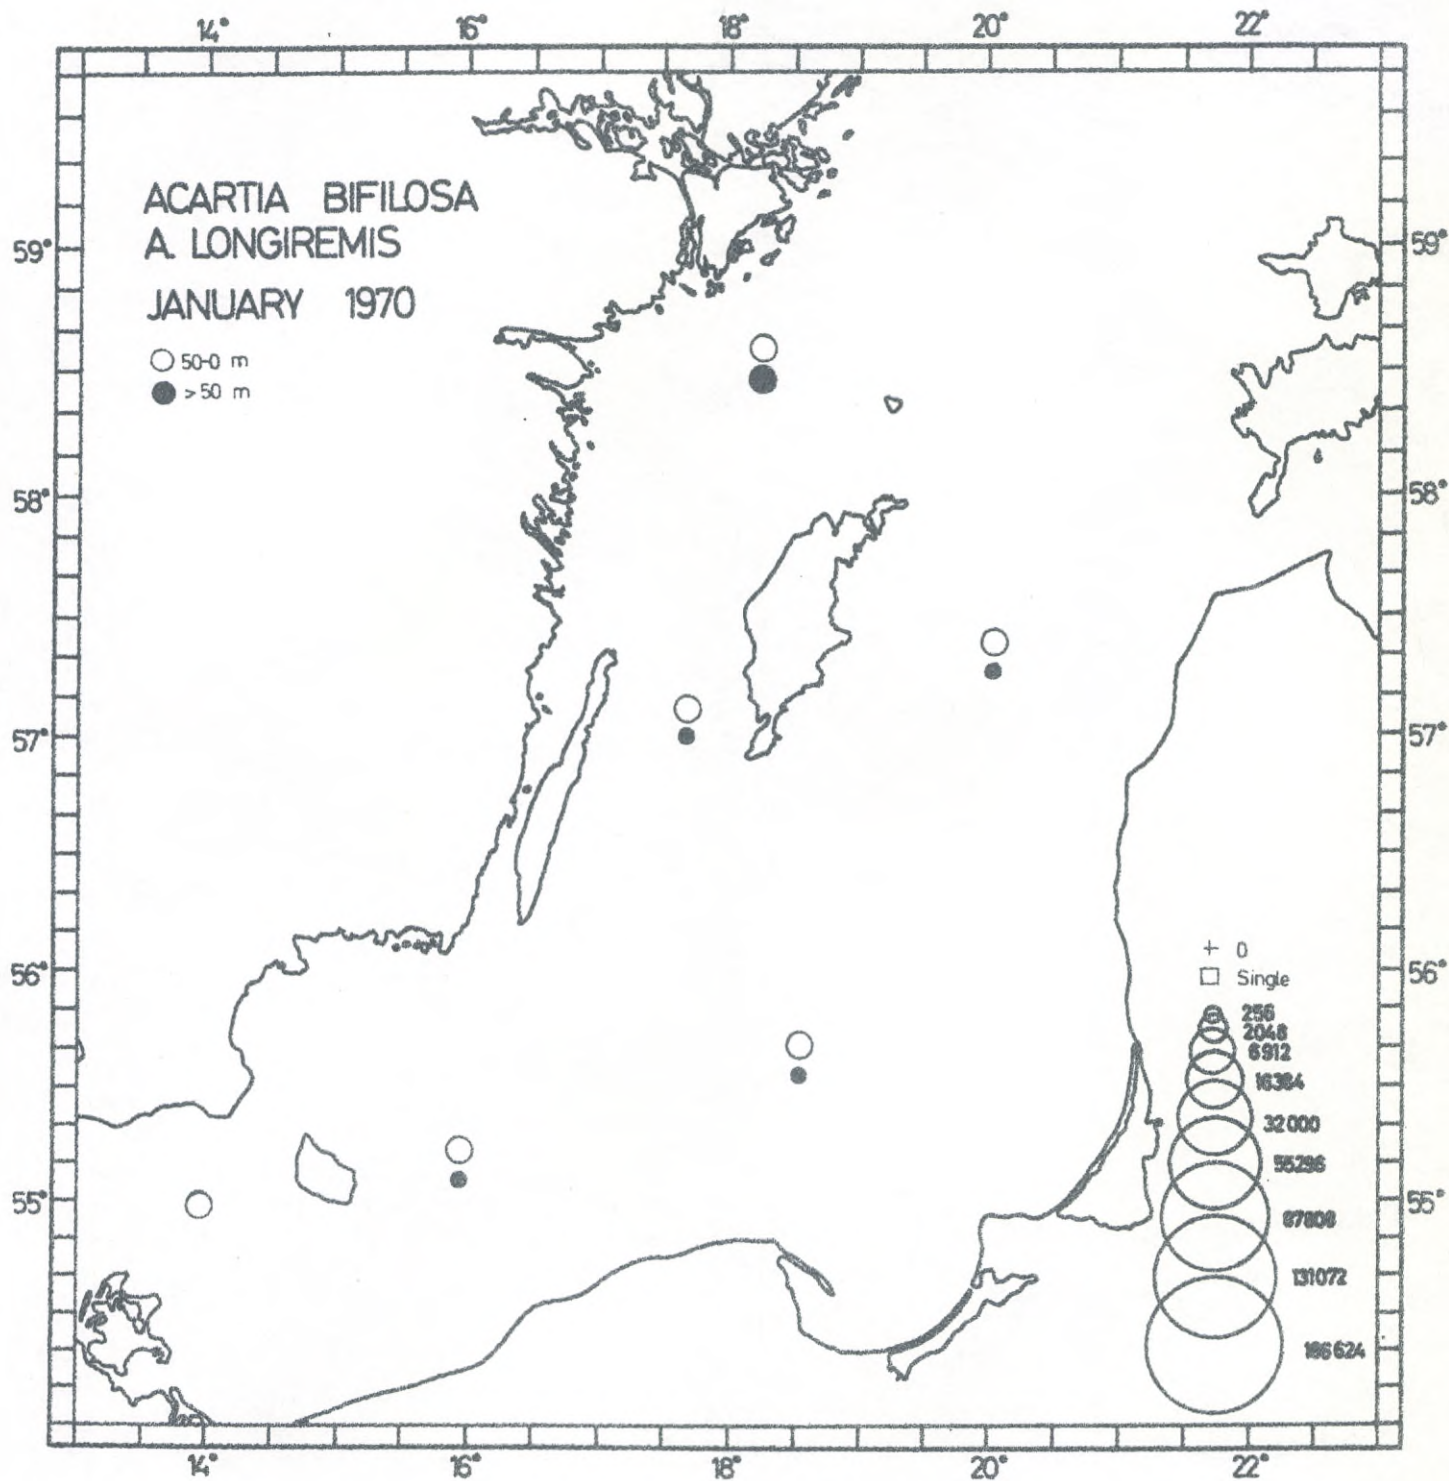 14° 16° 18° 20° 22°
ACARTIA BIFILOSA
A. LONGIREMIS
JANUARY 1970
50-0 m
>50 m
59° 59°
58° 58°
57° 57°
56° 56°
55° 55°
+ 0
Single
256
2048
6912
16384
32000
55296
87808
131072
186624
14° 16° 18° 20° 22°